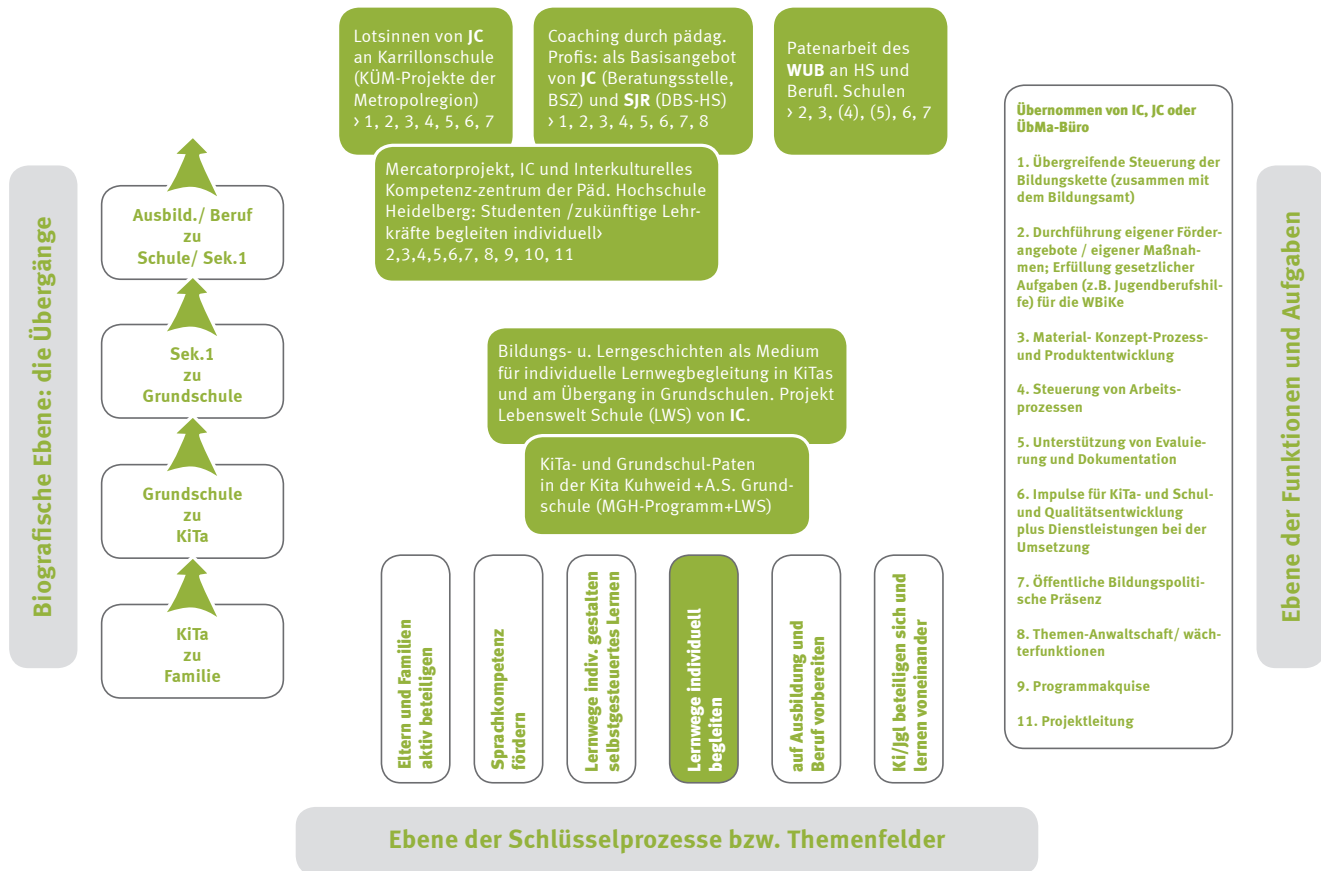 Lotsinnen von JC
an Karrillonschule
(KÜM-Projekte der
Metropolregion)
› 1, 2, 3, 4, 5, 6, 7
Coaching durch pädag.
Profis: als Basisangebot
von JC (Beratungsstelle,
BSZ) und SJR (DBS-HS)
› 1, 2, 3, 4, 5, 6, 7, 8
Patenarbeit des
WUB an HS und
Berufl. Schulen
› 2, 3, (4), (5), 6, 7
Mercatorprojekt, IC und Interkulturelles
Kompetenz-zentrum der Päd. Hochschule
Heidelberg: Studenten /zukünftige Lehr-
kräfte begleiten individuell›
2,3,4,5,6,7, 8, 9, 10, 11
Bildungs- u. Lerngeschichten als Medium
für individuelle Lernwegbegleitung in KiTas
und am Übergang in Grundschulen. Projekt
Lebenswelt Schule (LWS) von IC.
KiTa- und Grundschul-Paten
in der Kita Kuhweid+A.S. Grund-
schule (MGH-Programm+LWS)
Biografische Ebene: die Übergänge
Ausbild./ Beruf
zu
Schule/ Sek.1
Sek.1
zu
Grundschule
Grundschule
zu
KiTa
KiTa
zu
Familie
Eltern und Familien
aktiv beteiligen
Sprachkompetenz
fördern
Lernwege indiv. gestalten
selbstgesteuertes Lernen
Lernwege individuell
begleiten
auf Ausbildung und
Beruf vorbereiten
Ki/Jgl beteiligen sich und
lernen voneinander
Ebene der Schlüsselprozesse bzw. Themenfelder
Übernommen von IC, JC oder
ÜbMa-Büro
1. Übergreifende Steuerung der
Bildungskette (zusammen mit
dem Bildungsamt)
2. Durchführung eigener Förder-
angebote / eigener Maßnah-
men; Erfüllung gesetzlicher
Aufgaben (z.B. Jugendberufshil-
fe) für die WBiKe
3. Material- Konzept-Prozess-
und Produktentwicklung
4. Steuerung von Arbeits-
prozessen
5. Unterstützung von Evaluie-
rung und Dokumentation
6. Impulse für KiTa- und Schul-
und Qualitätsentwicklung
plus Dienstleistungen bei der
Umsetzung
7. Öffentliche Bildungspoliti-
sche Präsenz
8. Themen-Anwaltschaft/ wäch-
terfunktionen
9. Programmakquise
11. Projektleitung
Ebene der Funktionen und Aufgaben